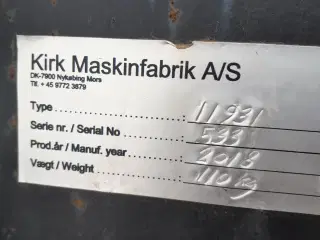 Kirk Maskinfabrik A/S
DK-7900 Nykøbing Mors
Tlf. + 45 9772 3879
Type 11931
Serie nr. / Serial No 533
Prod.år / Manuf. year 2018
Vægt / Weight 110 kg